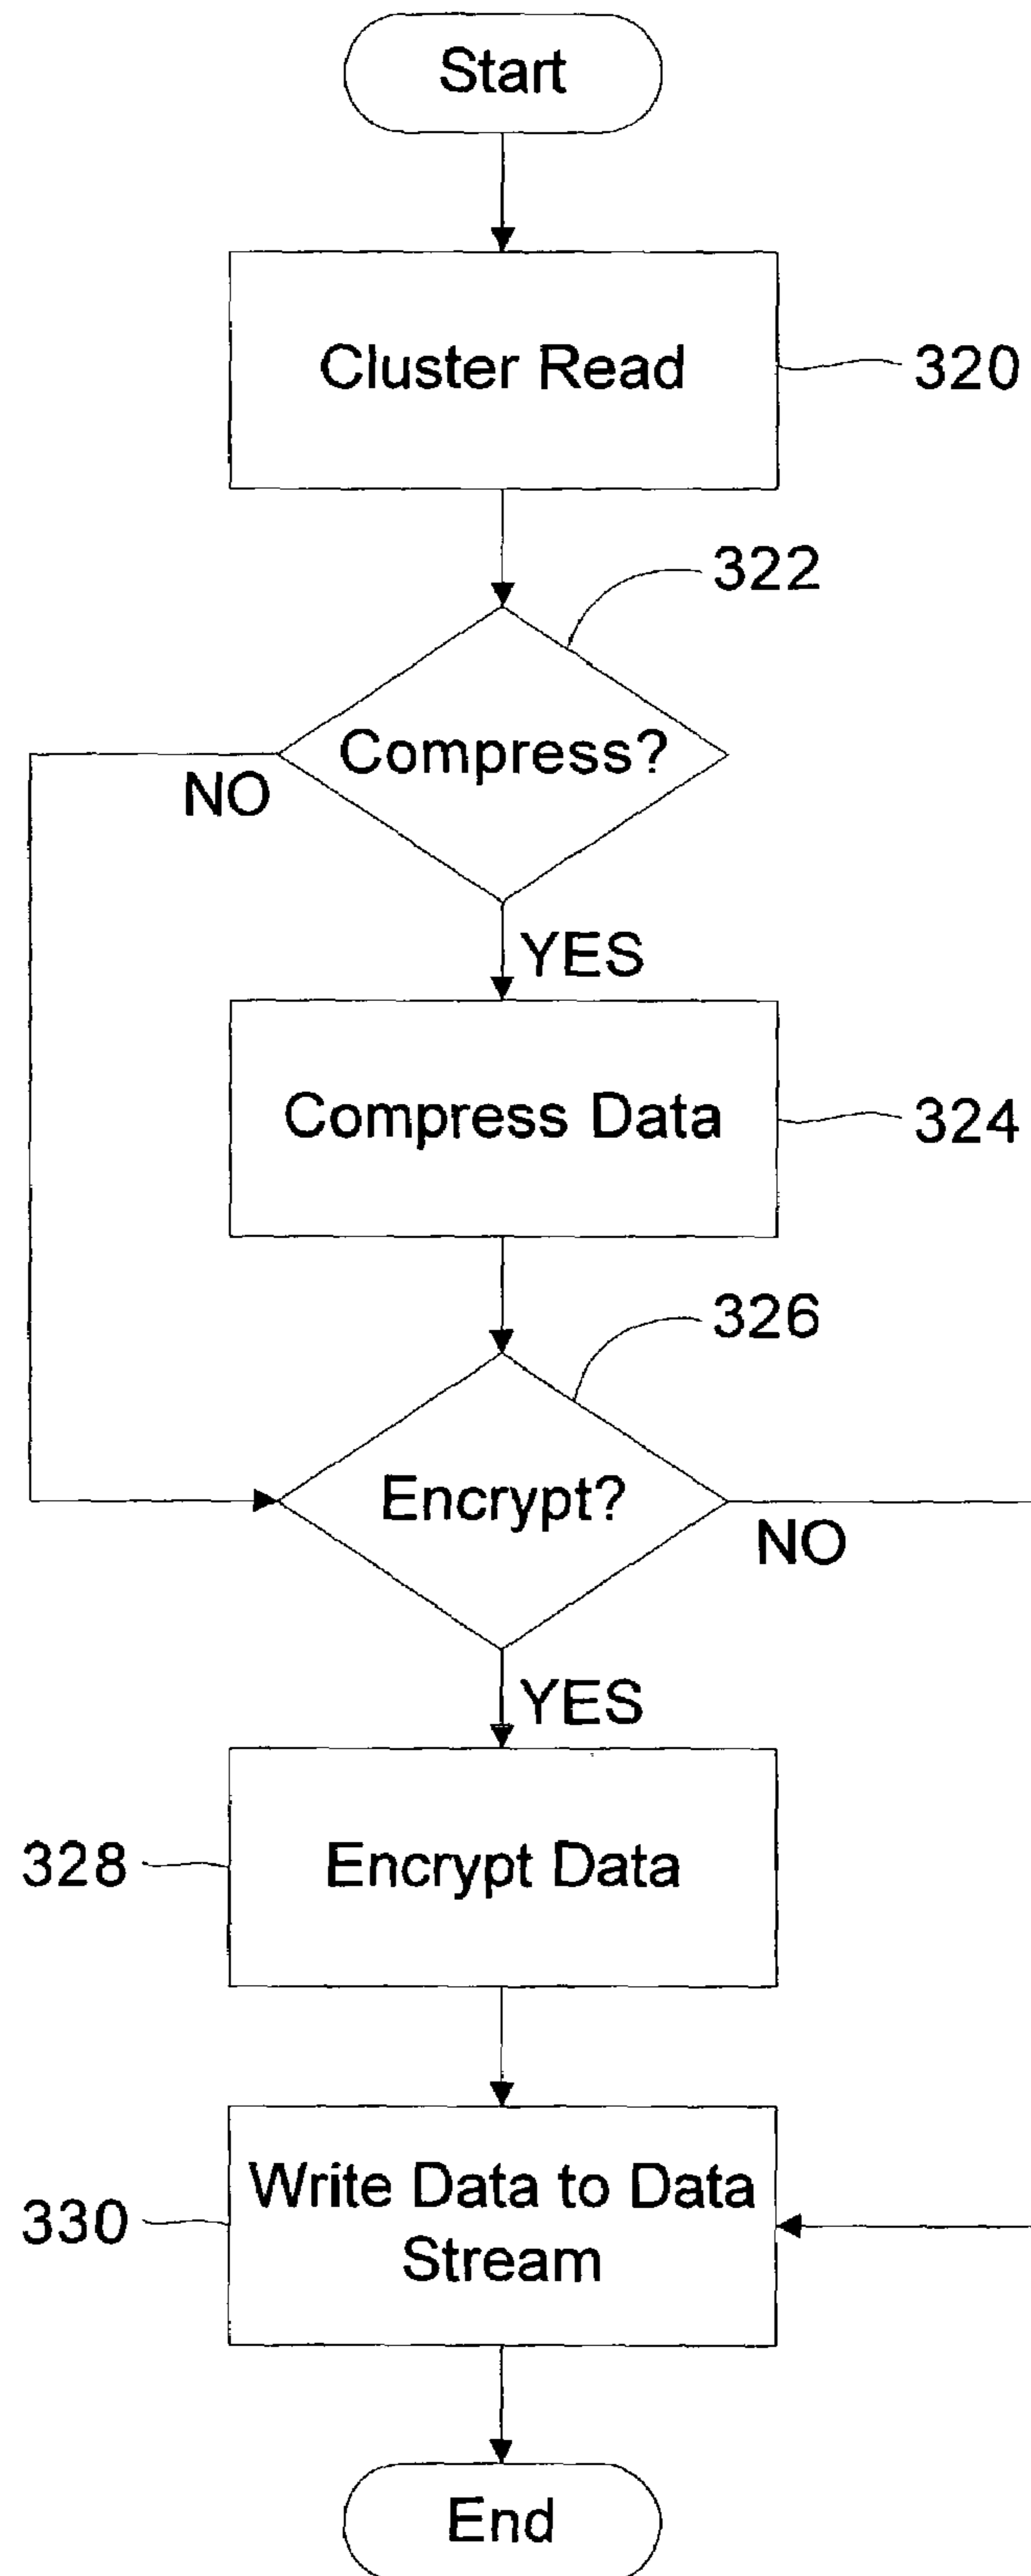 Start
Cluster Read
320
322
Compress?
NO
YES
Compress Data
324
326
Encrypt?
NO
YES
328
Encrypt Data
330
Write Data to Data
Stream
End